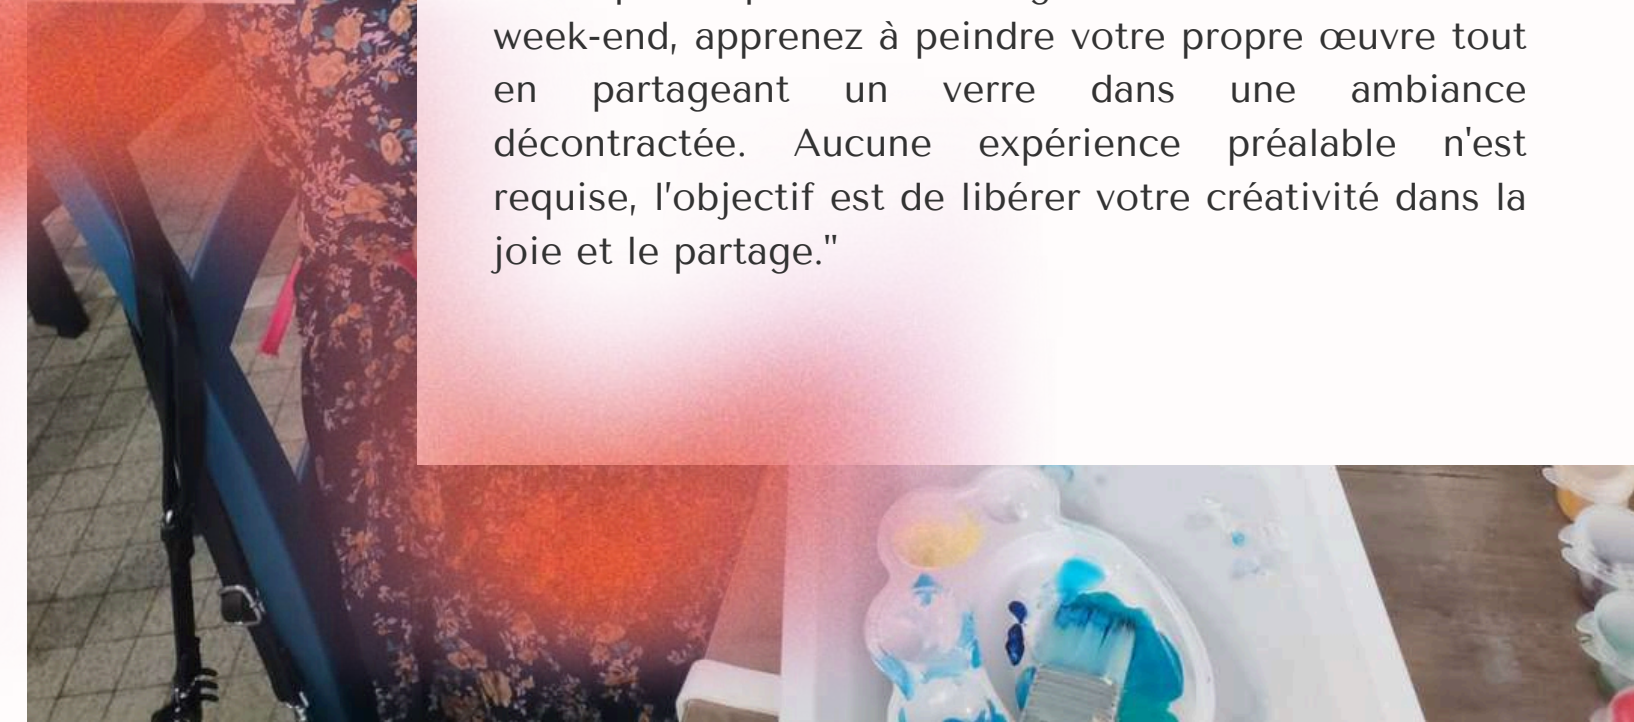 week-end, apprenez à peindre votre propre œuvre tout
en partageant un verre dans une ambiance
décontractée. Aucune expérience préalable n'est
requise, l'objectif est de libérer votre créativité dans la
joie et le partage."